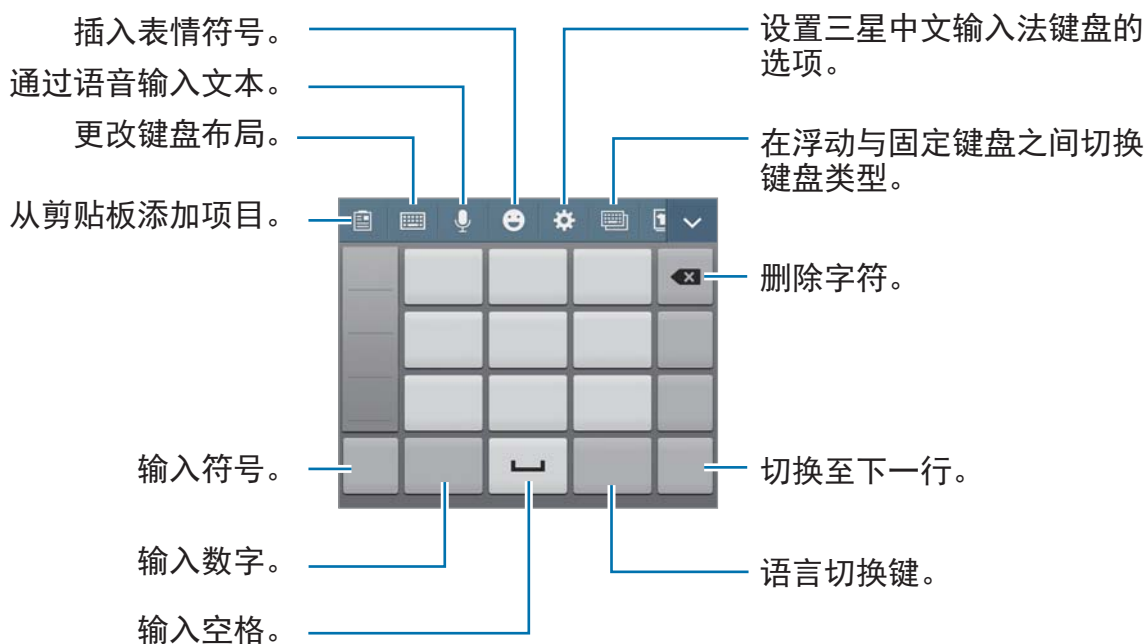 插入表情符号。
通过语音输入文本。
更改键盘布局。
从剪贴板添加项目。
输入符号。
输入数字。
输入空格。
设置三星中文输入法键盘的
选项。
在浮动与固定键盘之间切换
键盘类型。
删除字符。
切换至下一行。
语言切换键。